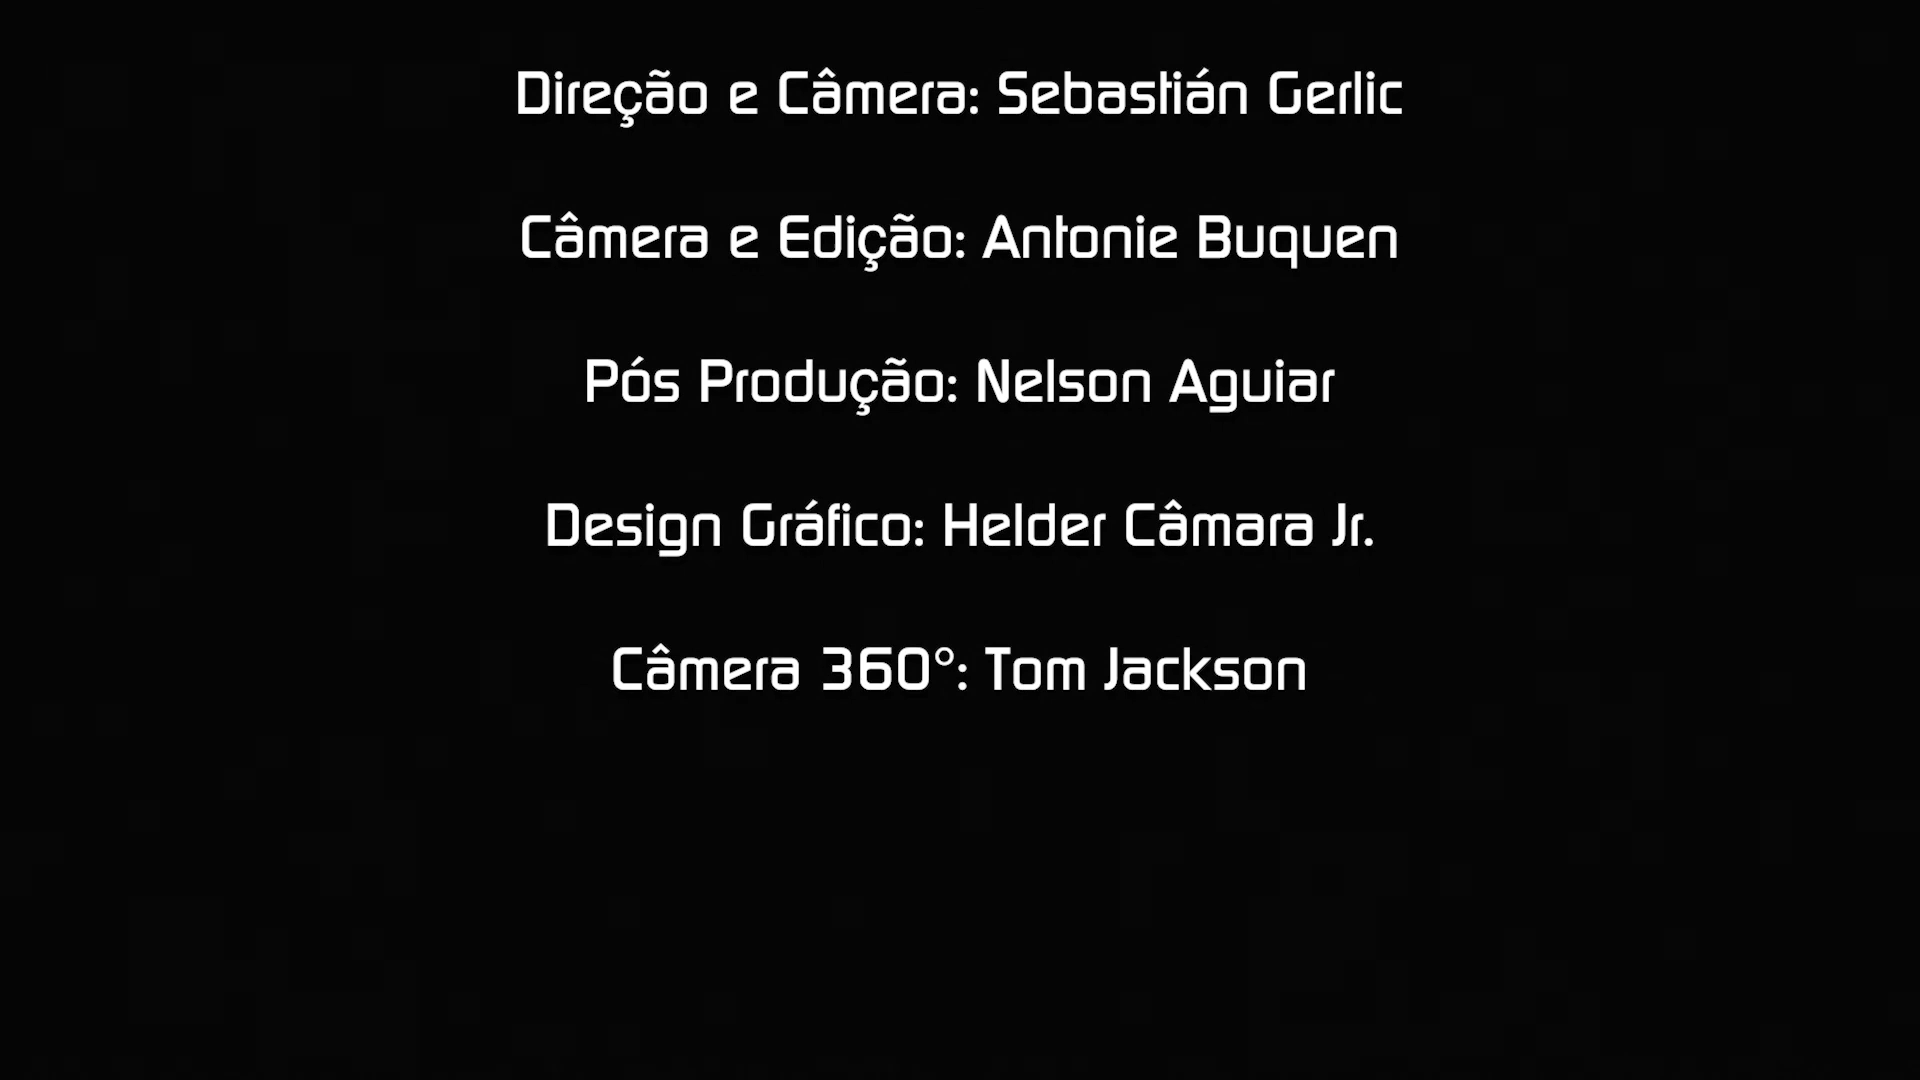 Direção e Câmera: Sebastián Gerlic
Câmera e Edição: Antonie Buquen
Pós Produção: Nelson Aguiar
Design Gráfico: Helder Câmara Jr.
Câmera 360°: Tom Jackson